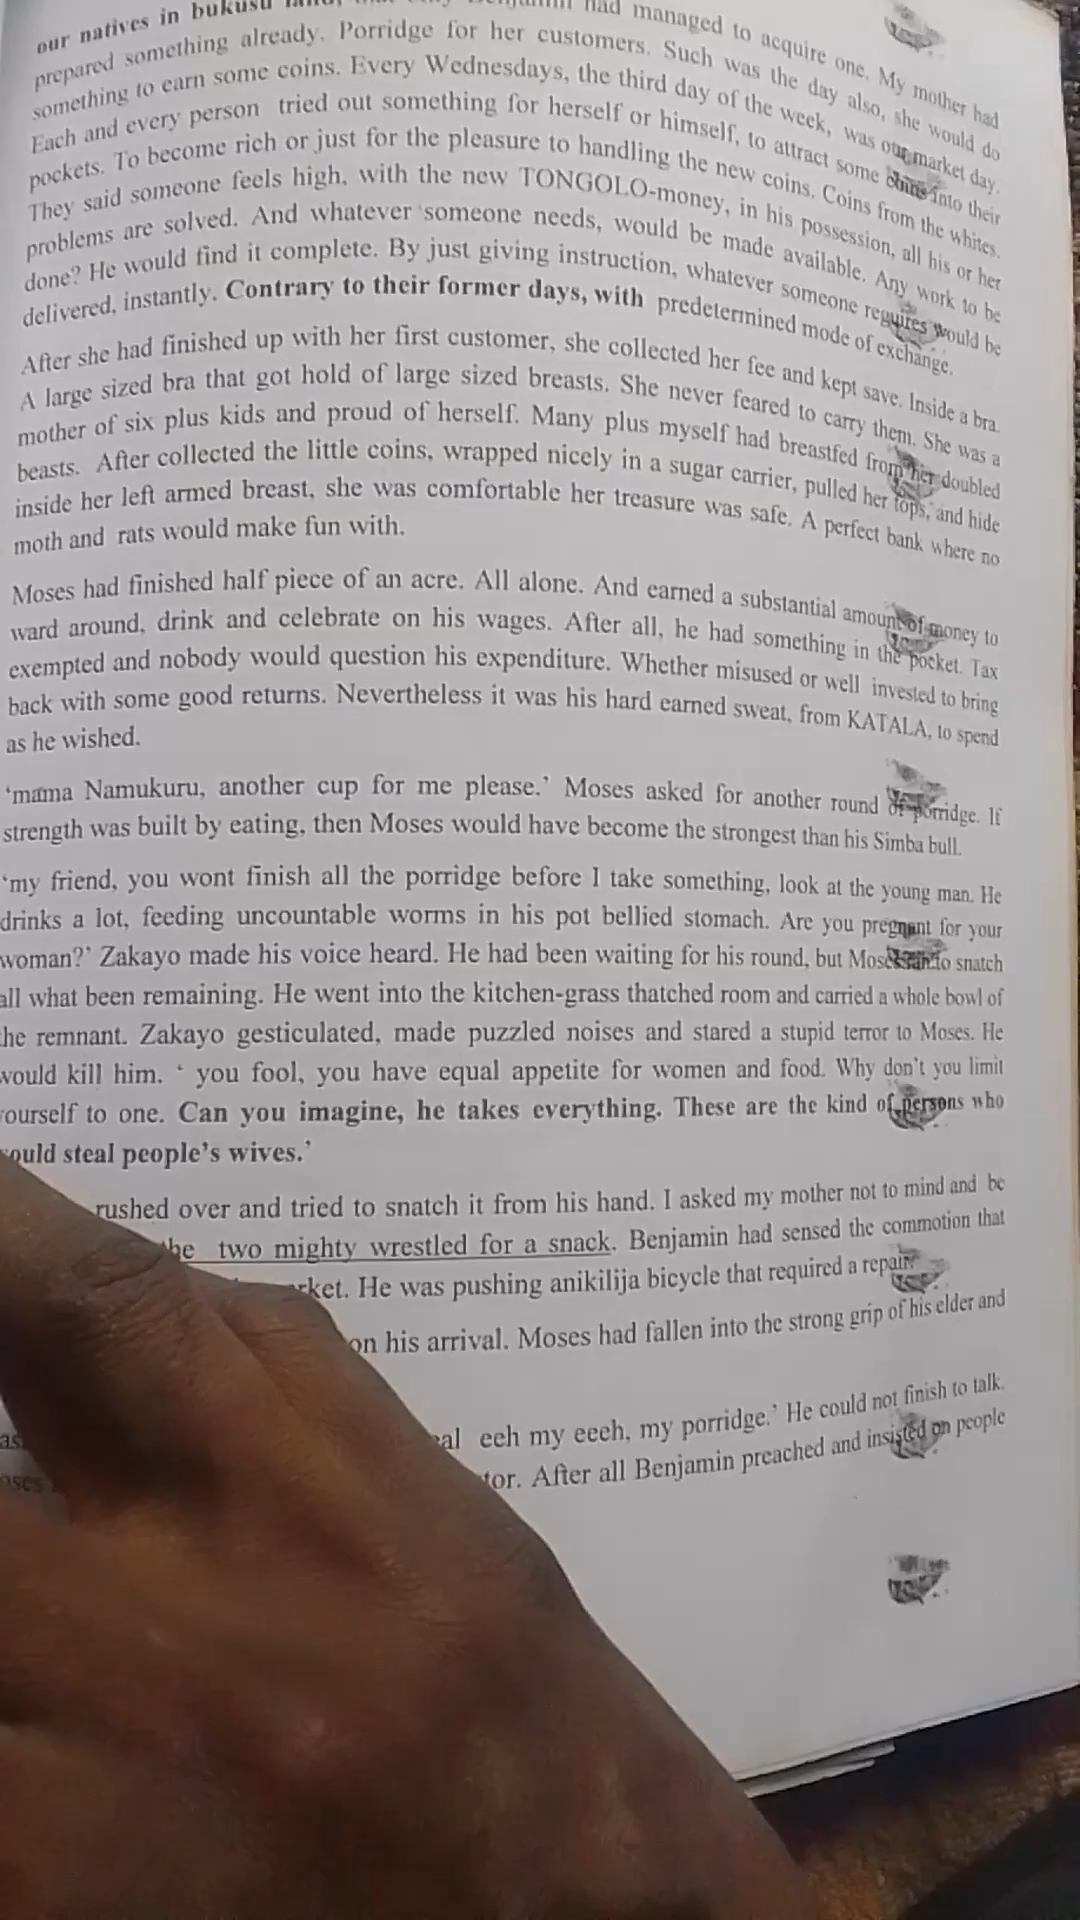 our natives in bukusu had managed to acquire one. My mother had
prepared something already. Porridge for her customers. Such was the day also, she would do
something to earn some coins. Every Wednesdays, the third day of the week, was our market day.
Each and every person tried out something for herself or himself, to attract some coins into their
pockets. To become rich or just for the pleasure to handling the new coins. Coins from the whites.
They said someone feels high, with the new TONGOLO-money, in his possession, all his or her
problems are solved. And whatever someone needs, would be made available. Any work to be
done? He would find it complete. By just giving instruction, whatever someone requires would be
delivered, instantly. Contrary to their former days, with predetermined mode of exchange.
After she had finished up with her first customer, she collected her fee and kept save. Inside a bra.
A large sized bra that got hold of large sized breasts. She never feared to carry them. She was a
mother of six plus kids and proud of herself. Many plus myself had breastfed from her doubled
beasts. After collected the little coins, wrapped nicely in a sugar carrier, pulled her tops, and hide
inside her left armed breast, she was comfortable her treasure was safe. A perfect bank where no
moth and rats would make fun with.
Moses had finished half piece of an acre. All alone. And earned a substantial amount of money to
ward around, drink and celebrate on his wages. After all, he had something in the pocket. Tax
exempted and nobody would question his expenditure. Whether misused or well invested to bring
back with some good returns. Nevertheless it was his hard earned sweat, from KATALA, to spend
as he wished.
‘mama Namukuru, another cup for me please.’ Moses asked for another round of porridge. If
strength was built by eating, then Moses would have become the strongest than his Simba bull.
‘my friend, you wont finish all the porridge before I take something, look at the young man. He
drinks a lot, feeding uncountable worms in his pot bellied stomach. Are you pregnant for your
woman?’ Zakayo made his voice heard. He had been waiting for his round, but Moses ran to snatch
all what been remaining. He went into the kitchen-grass thatched room and carried a whole bowl of
he remnant. Zakayo gesticulated, made puzzled noises and stared a stupid terror to Moses. He
would kill him. ‘ you fool, you have equal appetite for women and food. Why don’t you limit
ourself to one. Can you imagine, he takes everything. These are the kind of persons who
ould steal people’s wives.’
rushed over and tried to snatch it from his hand. I asked my mother not to mind and be
he two mighty wrestled for a snack. Benjamin had sensed the commotion that
rket. He was pushing anikilija bicycle that required a repair.
on his arrival. Moses had fallen into the strong grip of his elder and
al eeh my eeeh, my porridge.’ He could not finish to talk.
tor. After all Benjamin preached and insisted on people